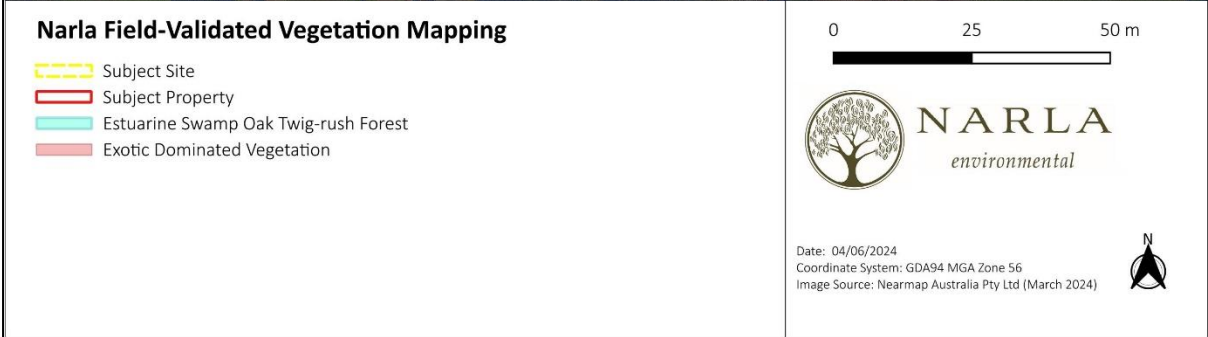 Narla Field-Validated Vegetation Mapping
Subject Site
Subject Property
Estuarine Swamp Oak Twig-rush Forest
Exotic Dominated Vegetation
0 25 50 m
NARLA
environmental
Date: 04/06/2024
Coordinate System: GDA94 MGA Zone 56
Image Source: Nearmap Australia Pty Ltd (March 2024)
N